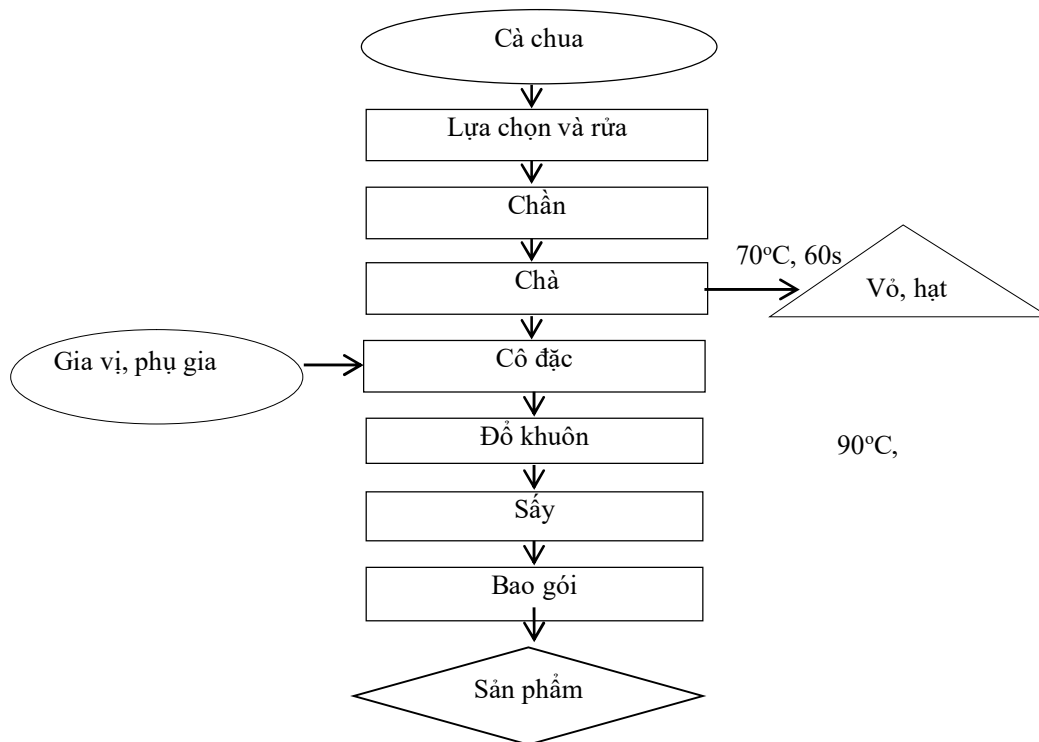 Cà chua
Lựa chọn và rửa
Chần
70°C, 60s
Chà
Vỏ, hạt
Gia vị, phụ gia
Cô đặc
Đổ khuôn
90°C,
Sấy
Bao gói
Sản phẩm